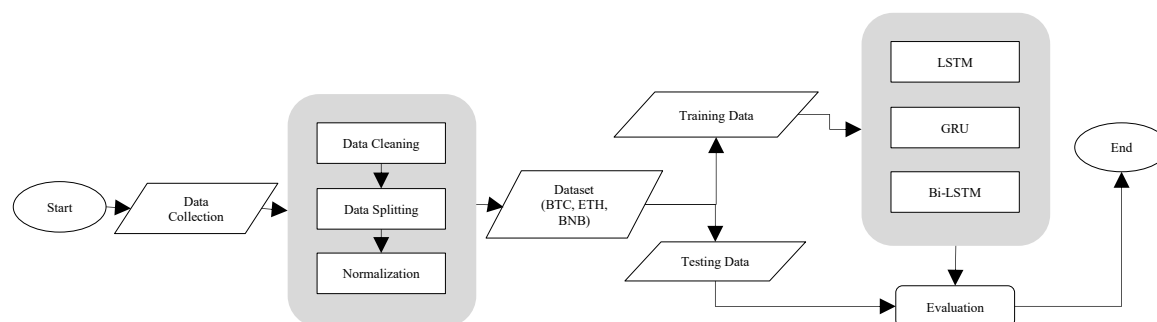 Start
Data
Collection
Data Cleaning
Data Splitting
Normalization
Dataset
(BTC, ETH,
BNB)
Training Data
Testing Data
LSTM
GRU
Bi-LSTM
Evaluation
End